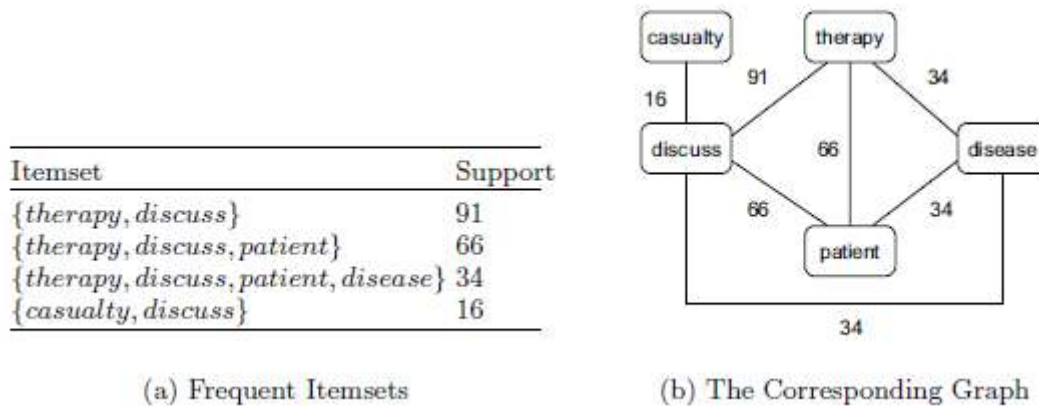 Itemset Support
{therapy, discuss} 91
{therapy, discuss, patient} 66
{therapy, discuss, patient, disease} 34
{casualty, discuss} 16
(a) Frequent Itemsets
casualty therapy
91 34
16
discuss 66 disease
66 34
patient
34
(b) The Corresponding Graph